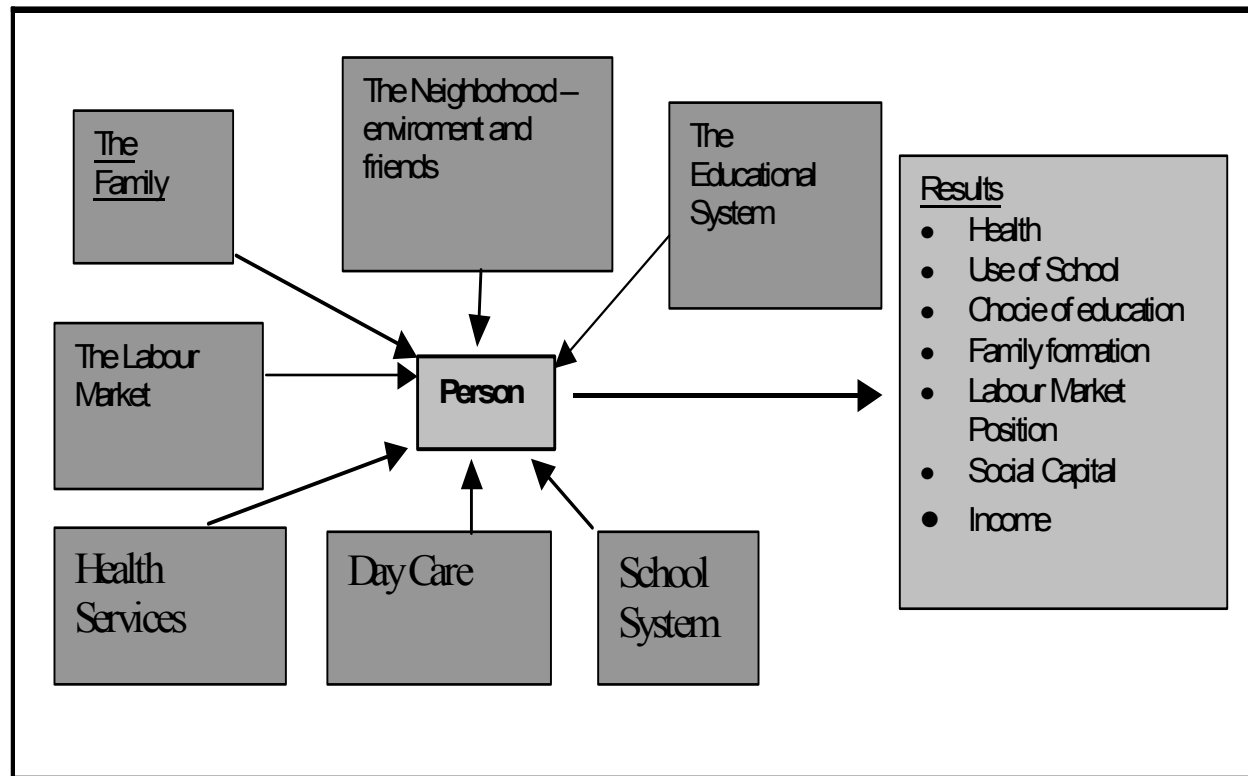 The
Family
The Neighbohood –
enviroment and
friends
The
Educational
System
The Labour
Market
Person
Health
Services
Day Care
School
System
Results
• Health
• Use of School
• Chocie of education
• Family formation
• Labour Market
Position
• Social Capital
• Income